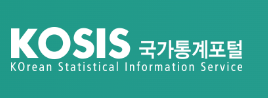 KOSIS 국가통계포털
KOrean Statistical Information Service